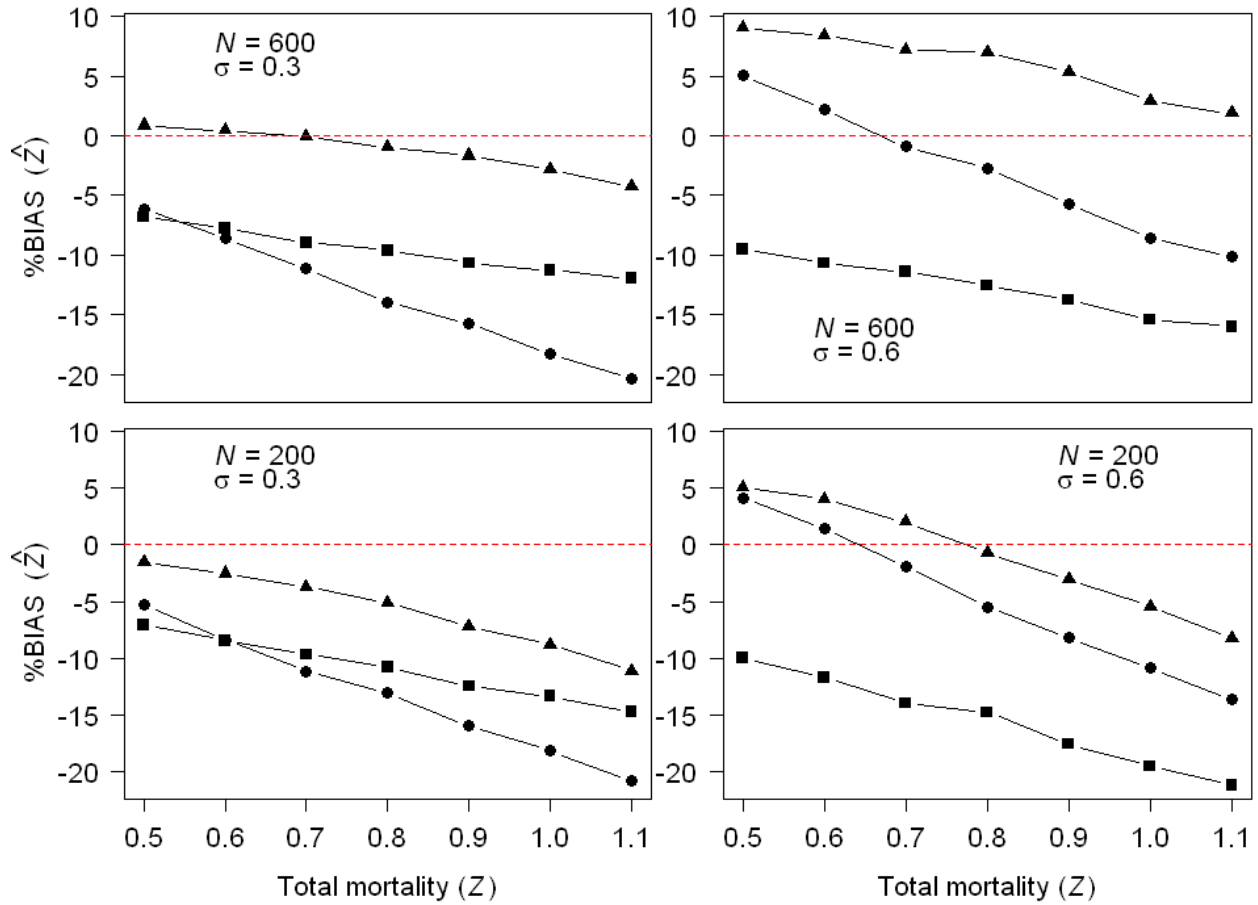 10
5
0
-5
-10
-15
-20
%BIAS (Ẑ)
N = 600
σ = 0.3
10
5
0
-5
-10
-15
-20
N = 600
σ = 0.6
10
5
0
-5
-10
-15
-20
%BIAS (Ẑ)
N = 200
σ = 0.3
0.5 0.6 0.7 0.8 0.9 1.0 1.1
Total mortality (Z)
10
5
0
-5
-10
-15
-20
N = 200
σ = 0.6
0.5 0.6 0.7 0.8 0.9 1.0 1.1
Total mortality (Z)